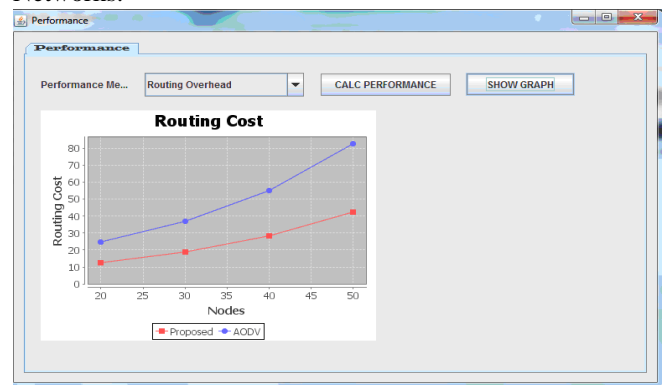 Networks.
Performance
Performance
Performance Me... Routing Overhead CALC PERFORMANCE SHOW GRAPH
Routing Cost
Routing Cost
80
70
60
50
40
30
20
10
0
20 25 30 35 40 45 50
Nodes
Proposed AODV